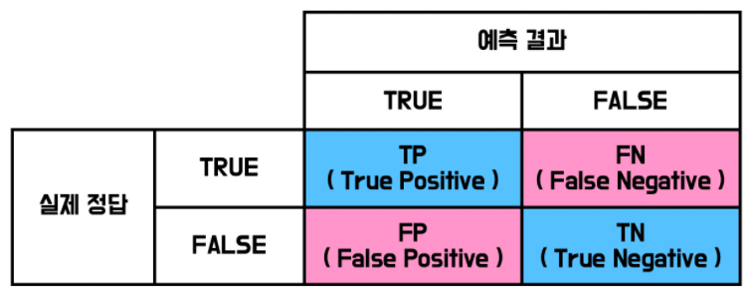 예측 결과
TRUE
FALSE
실제 정답
TRUE
TP
( True Positive )
FN
( False Negative )
FALSE
FP
( False Positive )
TN
( True Negative )